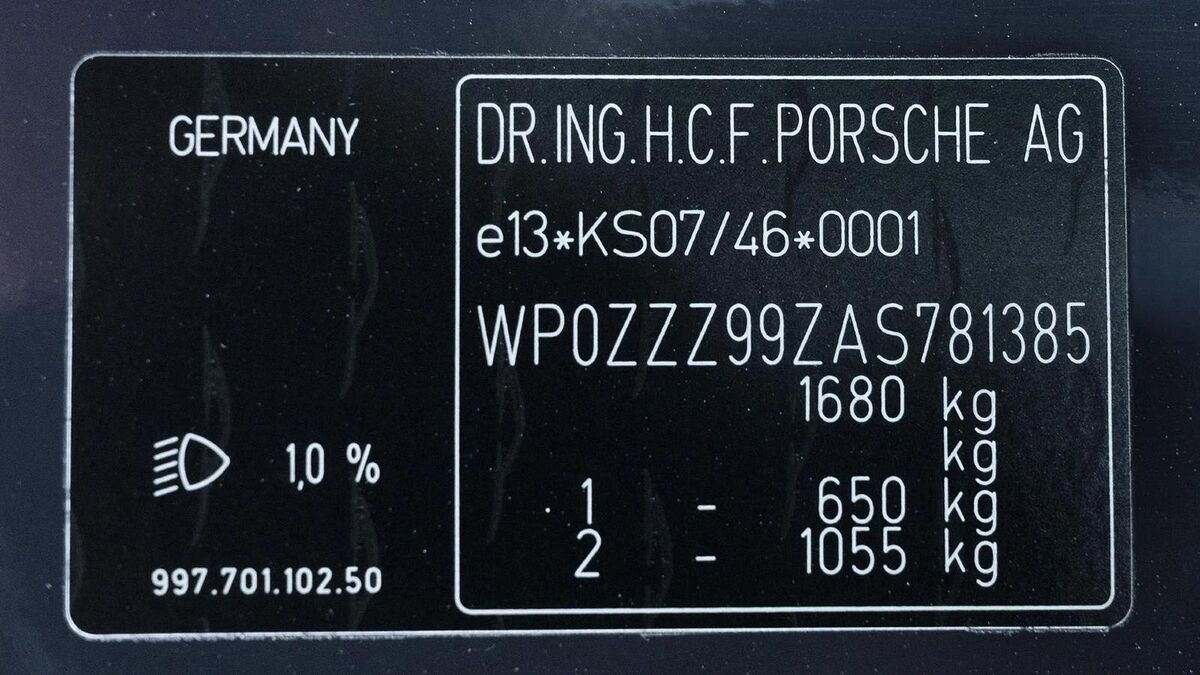 GERMANY
1,0 %
997.701.102.50
DR.ING.H.C.F.PORSCHE AG
e13*KS07/46*0001
WP0ZZZ99ZAS781385
1680 kg
kg
1 - 650 kg
2 - 1055 kg